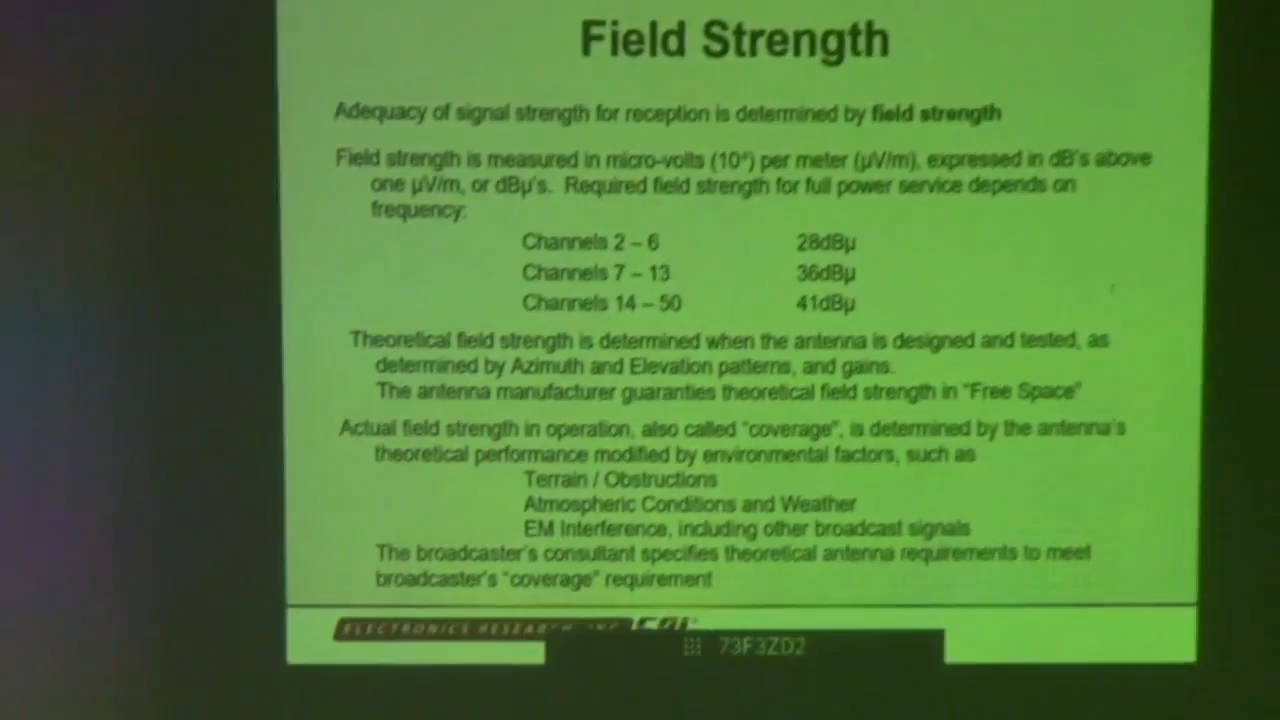 Field Strength
Adequacy of signal strength for reception is determined by field strength
Field strength is measured in micro-volts (10⁶) per meter (µV/m), expressed in dB's above
one µV/m, or dBµ's. Required field strength for full power service depends on
frequency:
Channels 2 – 6 28dBµ
Channels 7 – 13 36dBµ
Channels 14 – 50 41dBµ
Theoretical field strength is determined when the antenna is designed and tested, as
determined by Azimuth and Elevation patterns, and gains.
The antenna manufacturer guaranties theoretical field strength in "Free Space"
Actual field strength in operation, also called "coverage", is determined by the antenna's
theoretical performance modified by environmental factors, such as
Terrain / Obstructions
Atmospheric Conditions and Weather
EM Interference, including other broadcast signals
The broadcaster's consultant specifies theoretical antenna requirements to meet
broadcaster's "coverage" requirement
ELECTRONICS RESEARCH, INC. ERI
73F3ZD2